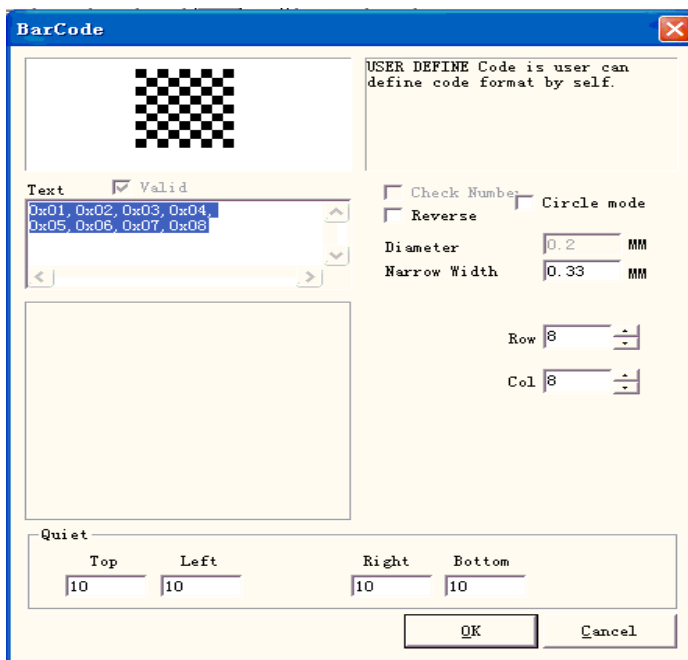 BarCode
USER DEFINE Code is user can
define code format by self.
Text
Valid
0x01, 0x02, 0x03, 0x04,
0x05, 0x06, 0x07, 0x08
Check Number
Circle mode
Reverse
Diameter 0.2 MM
Narrow Width 0.33 MM
Row 8
Col 8
Quiet
Top Left Right Bottom
10 10 10 10
OK Cancel